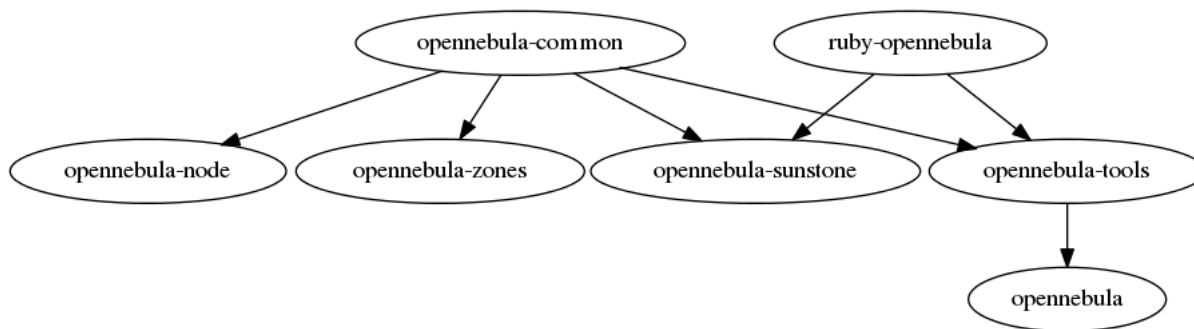 opennebula-common
ruby-opennebula
opennebula-node
opennebula-zones
opennebula-sunstone
opennebula-tools
opennebula